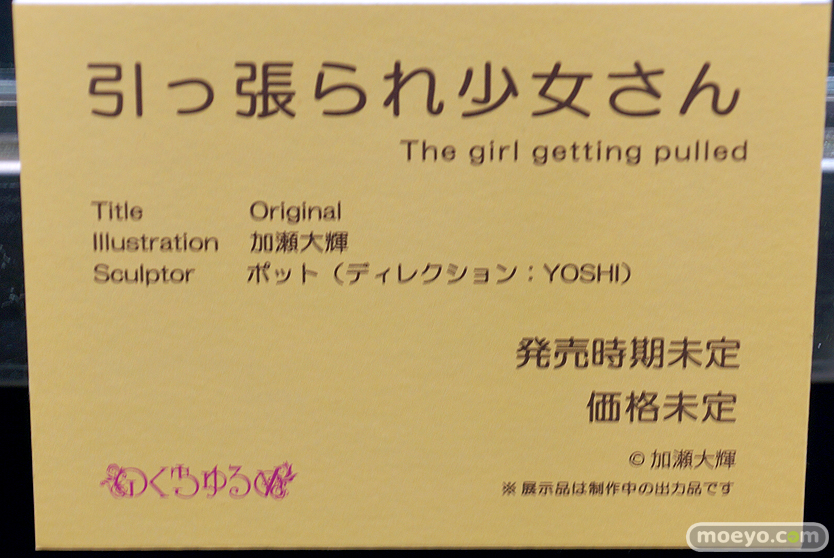 引っ張られ少女さん
The girl getting pulled
Title Original
Illustration 加瀬大輝
Sculptor ポット（ディレクション：YOSHI）
発売時期未定
価格未定
©加瀬大輝
※展示品は制作中の出力品です
moeyo.com